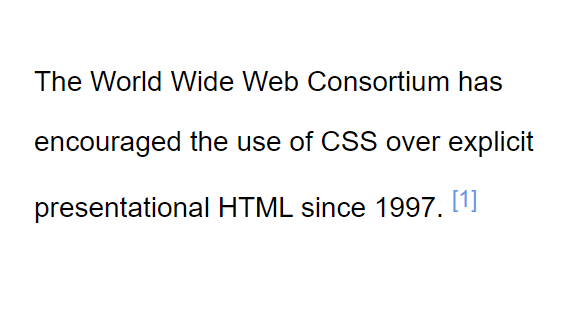 The World Wide Web Consortium has
encouraged the use of CSS over explicit
presentational HTML since 1997. [1]